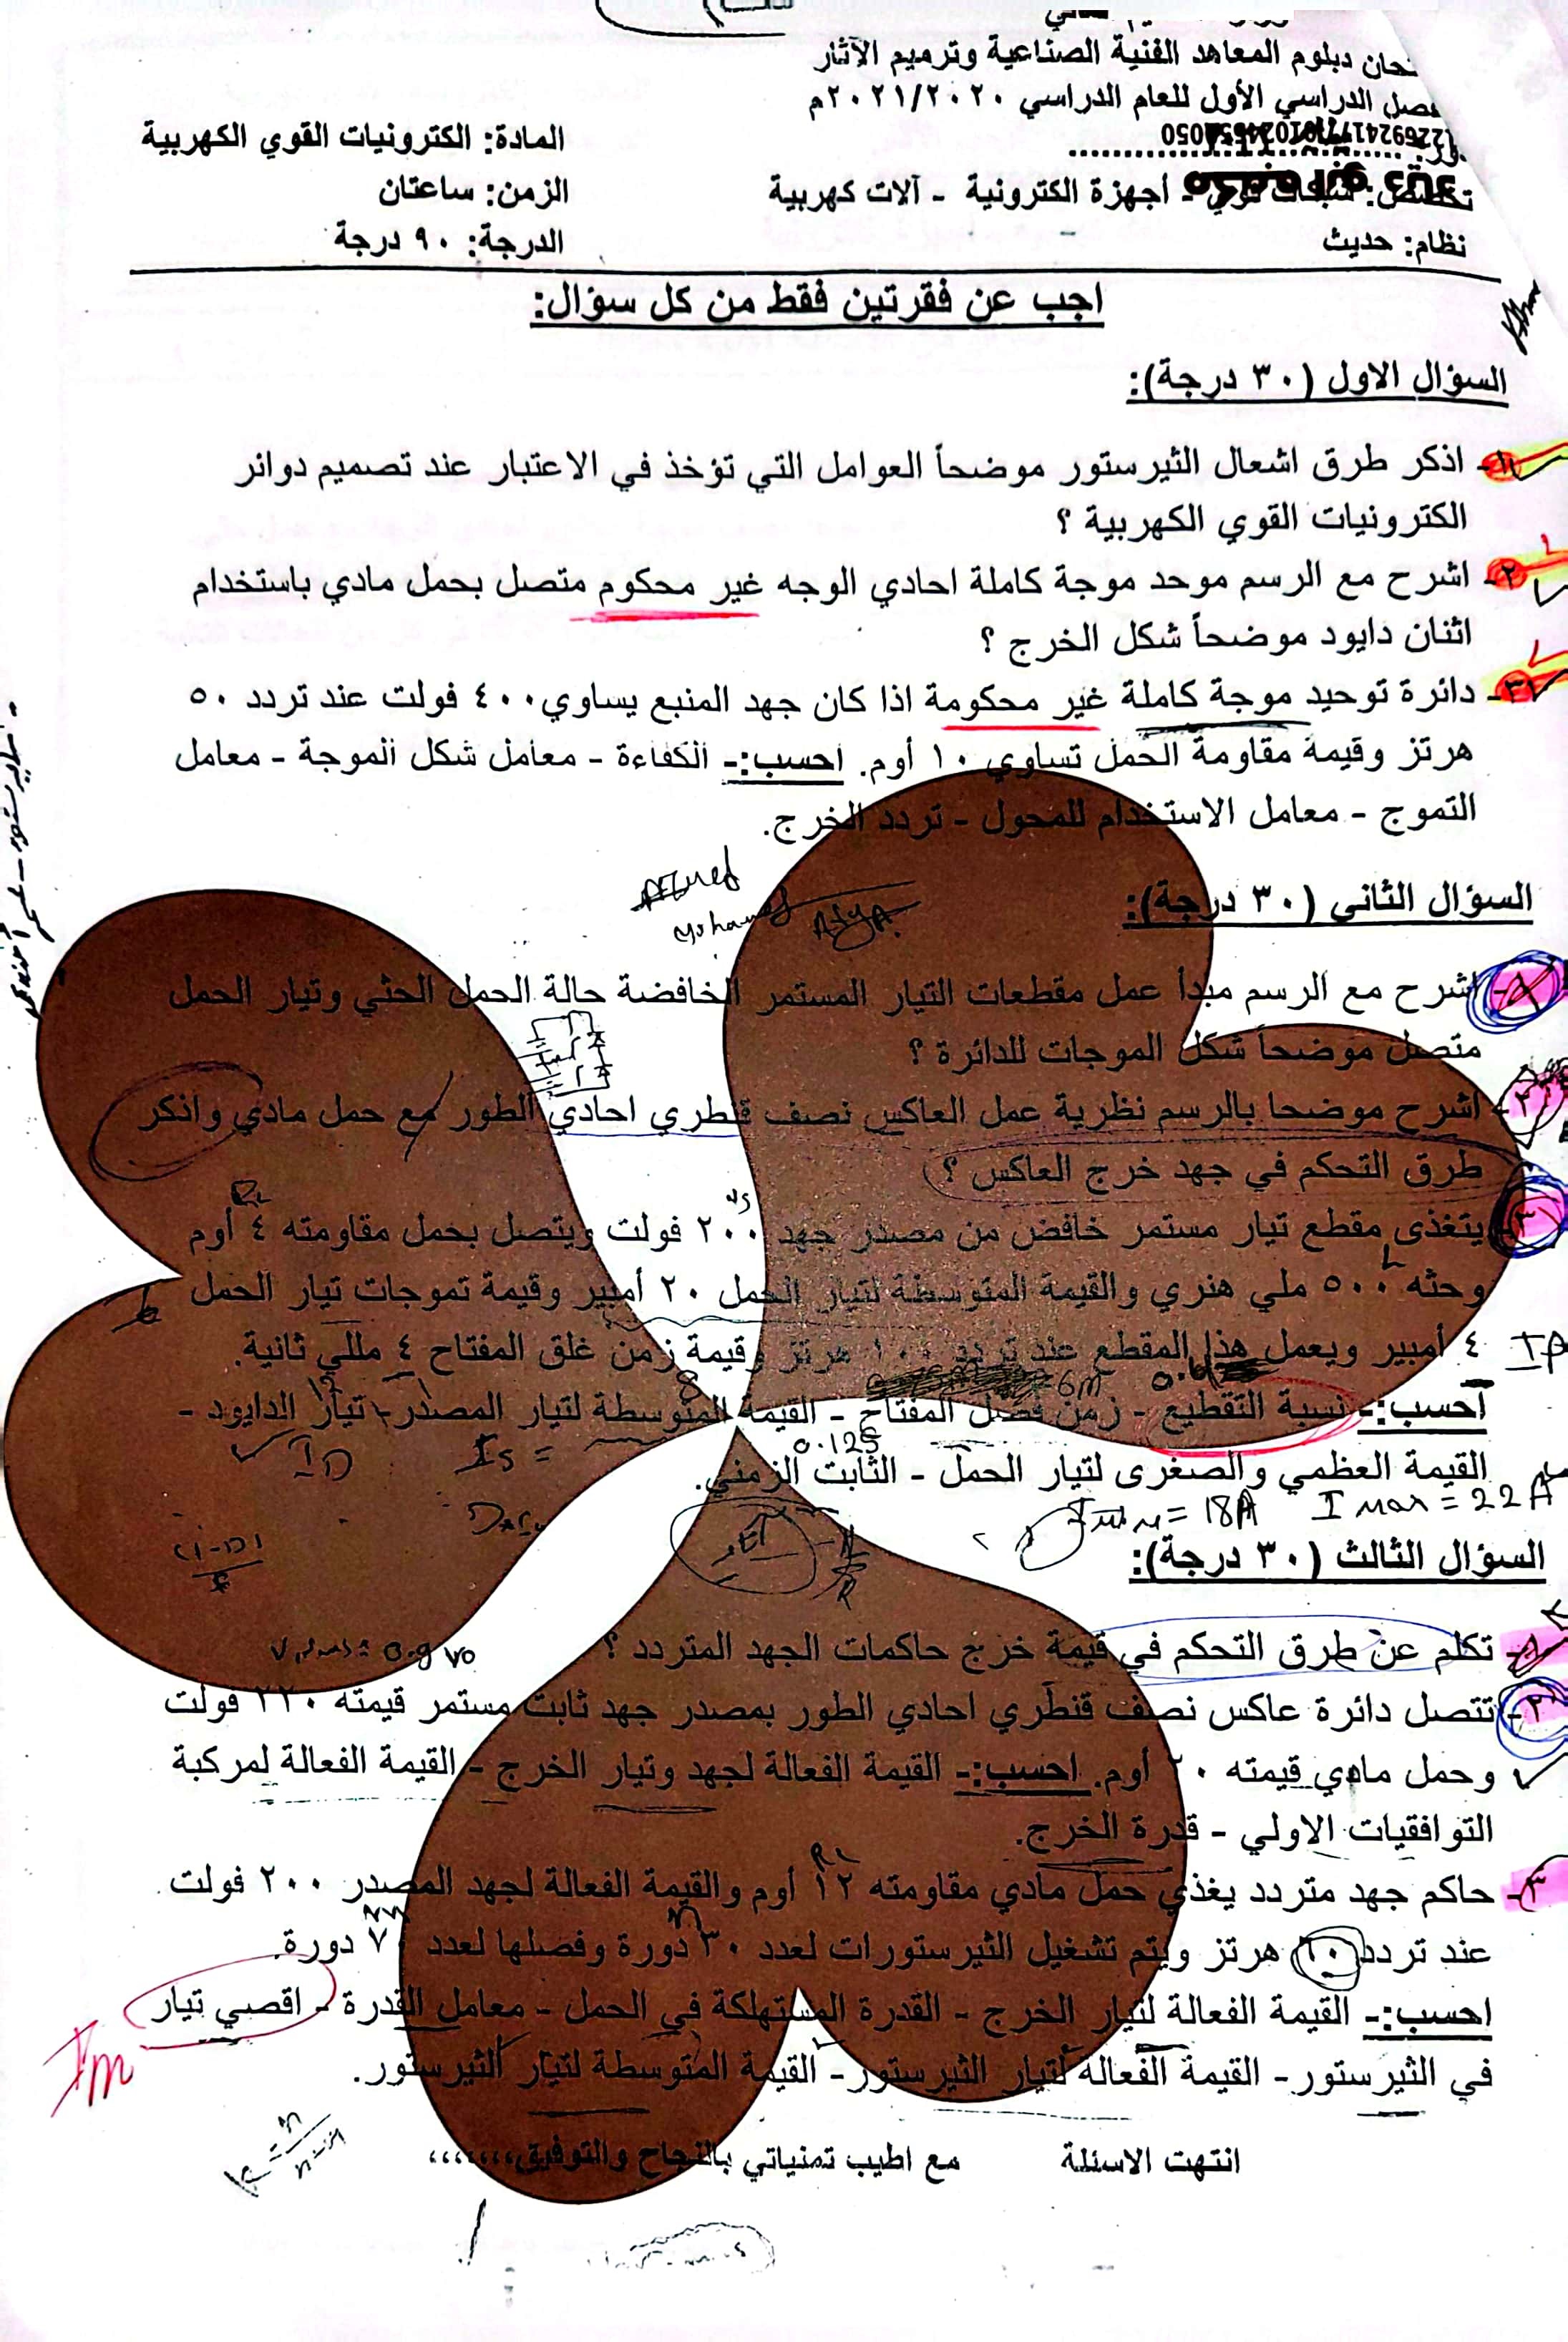 دبلوم المعاهد الفنية الصناعية وترميم الآثار
الدراسي الأول للعام الدراسي ٢٠٢١/٢٠٢٠م
المادة: الكترونيات القوي الكهربية
أجهزة الكترونية - آلات كهربية
الزمن: ساعتان
نظام: حديث
الدرجة: ٩٠ درجة
اجب عن فقرتين فقط من كل سؤال:
السؤال الاول (٣٠ درجة):
١- اذكر طرق اشعال الثيرستور موضحاً العوامل التي تؤخذ في الاعتبار عند تصميم دوائر
الكترونيات القوي الكهربية ؟
٢- اشرح مع الرسم موحد موجة كاملة احادي الوجه غير محكوم متصل بحمل مادي باستخدام
اثنان دايود موضحاً شكل الخرج ؟
٣- دائرة توحيد موجة كاملة غير محكومة اذا كان جهد المنبع يساوي ٤٠٠ فولت عند تردد ٥٠
هرتز وقيمة مقاومة الحمل تساوي ١٠ أوم. احسب:- الكفاءة - معامل شكل الموجة - معامل
التموج - معامل الاستخدام للمحول - تردد الخرج.
Ahmed
Mohamed
السؤال الثاني (٣٠ درجة):
١- اشرح مع الرسم مبدأ عمل مقطعات التيار المستمر الخافضة حالة الحمل الحثي وتيار الحمل
متصل موضحاً شكل الموجات للدائرة ؟
٢- اشرح موضحا بالرسم نظرية عمل العاكس نصف قنطري احادي الطور مع حمل مادي واذكر
طرق التحكم في جهد خرج العاكس ؟
RL
Vs
٣- يتغذى مقطع تيار مستمر خافض من مصدر جهد ٢٠٠ فولت ويتصل بحمل مقاومته ٤ أوم
L
وحثه ٥٠٠ ملي هنري والقيمة المتوسطة لتيار الحمل ٢٠ أمبير وقيمة تموجات تيار الحمل
٤ أمبير ويعمل هذا المقطع عند تردد ١٠٠ هرتز وقيمة زمن غلق المفتاح ٤ مللي ثانية.
8
12
6m
احسب:- نسبة التقطيع - زمن فصل المفتاح - القيمة المتوسطة لتيار المصدر - تيار الدايود -
ID
Is =
0.125
القيمة العظمي والصغرى لتيار الحمل - الثابت الزمني.
= 18A
I max = 22 A
السؤال الثالث (٣٠ درجة):
١- تكلم عن طرق التحكم في قيمة خرج حاكمات الجهد المتردد ؟
٢- تتصل دائرة عاكس نصف قنطري احادي الطور بمصدر جهد ثابت مستمر قيمته ٢٢٠ فولت
وحمل مادي قيمته ٢٠ أوم. احسب:- القيمة الفعالة لجهد وتيار الخرج - القيمة الفعالة لمركبة
التوافقيات الاولي - قدرة الخرج.
RL
٣- حاكم جهد متردد يغذي حمل مادي مقاومته ١٢ أوم والقيمة الفعالة لجهد المصدر ٢٠٠ فولت
عند تردد ٦٠ هرتز ويتم تشغيل الثيرستورات لعدد ٣٠ دورة وفصلها لعدد ٧٠ دورة.
احسب:- القيمة الفعالة لتيار الخرج - القدرة المستهلكة في الحمل - معامل القدرة - اقصي تيار
Im
في الثيرستور - القيمة الفعالة لتيار الثيرستور - القيمة المتوسطة لتيار الثيرستور.
انتهت الاسئلة مع اطيب تمنياتي بالنجاح والتوفيق،،،،،،،